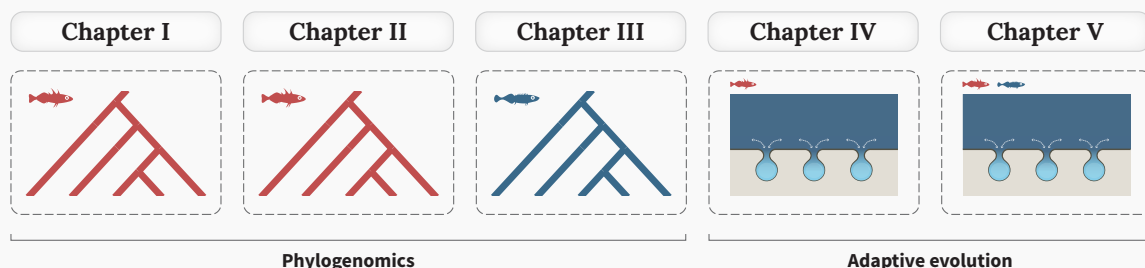 Chapter I
Chapter II
Chapter III
Chapter IV
Chapter V
Phylogenomics
Adaptive evolution